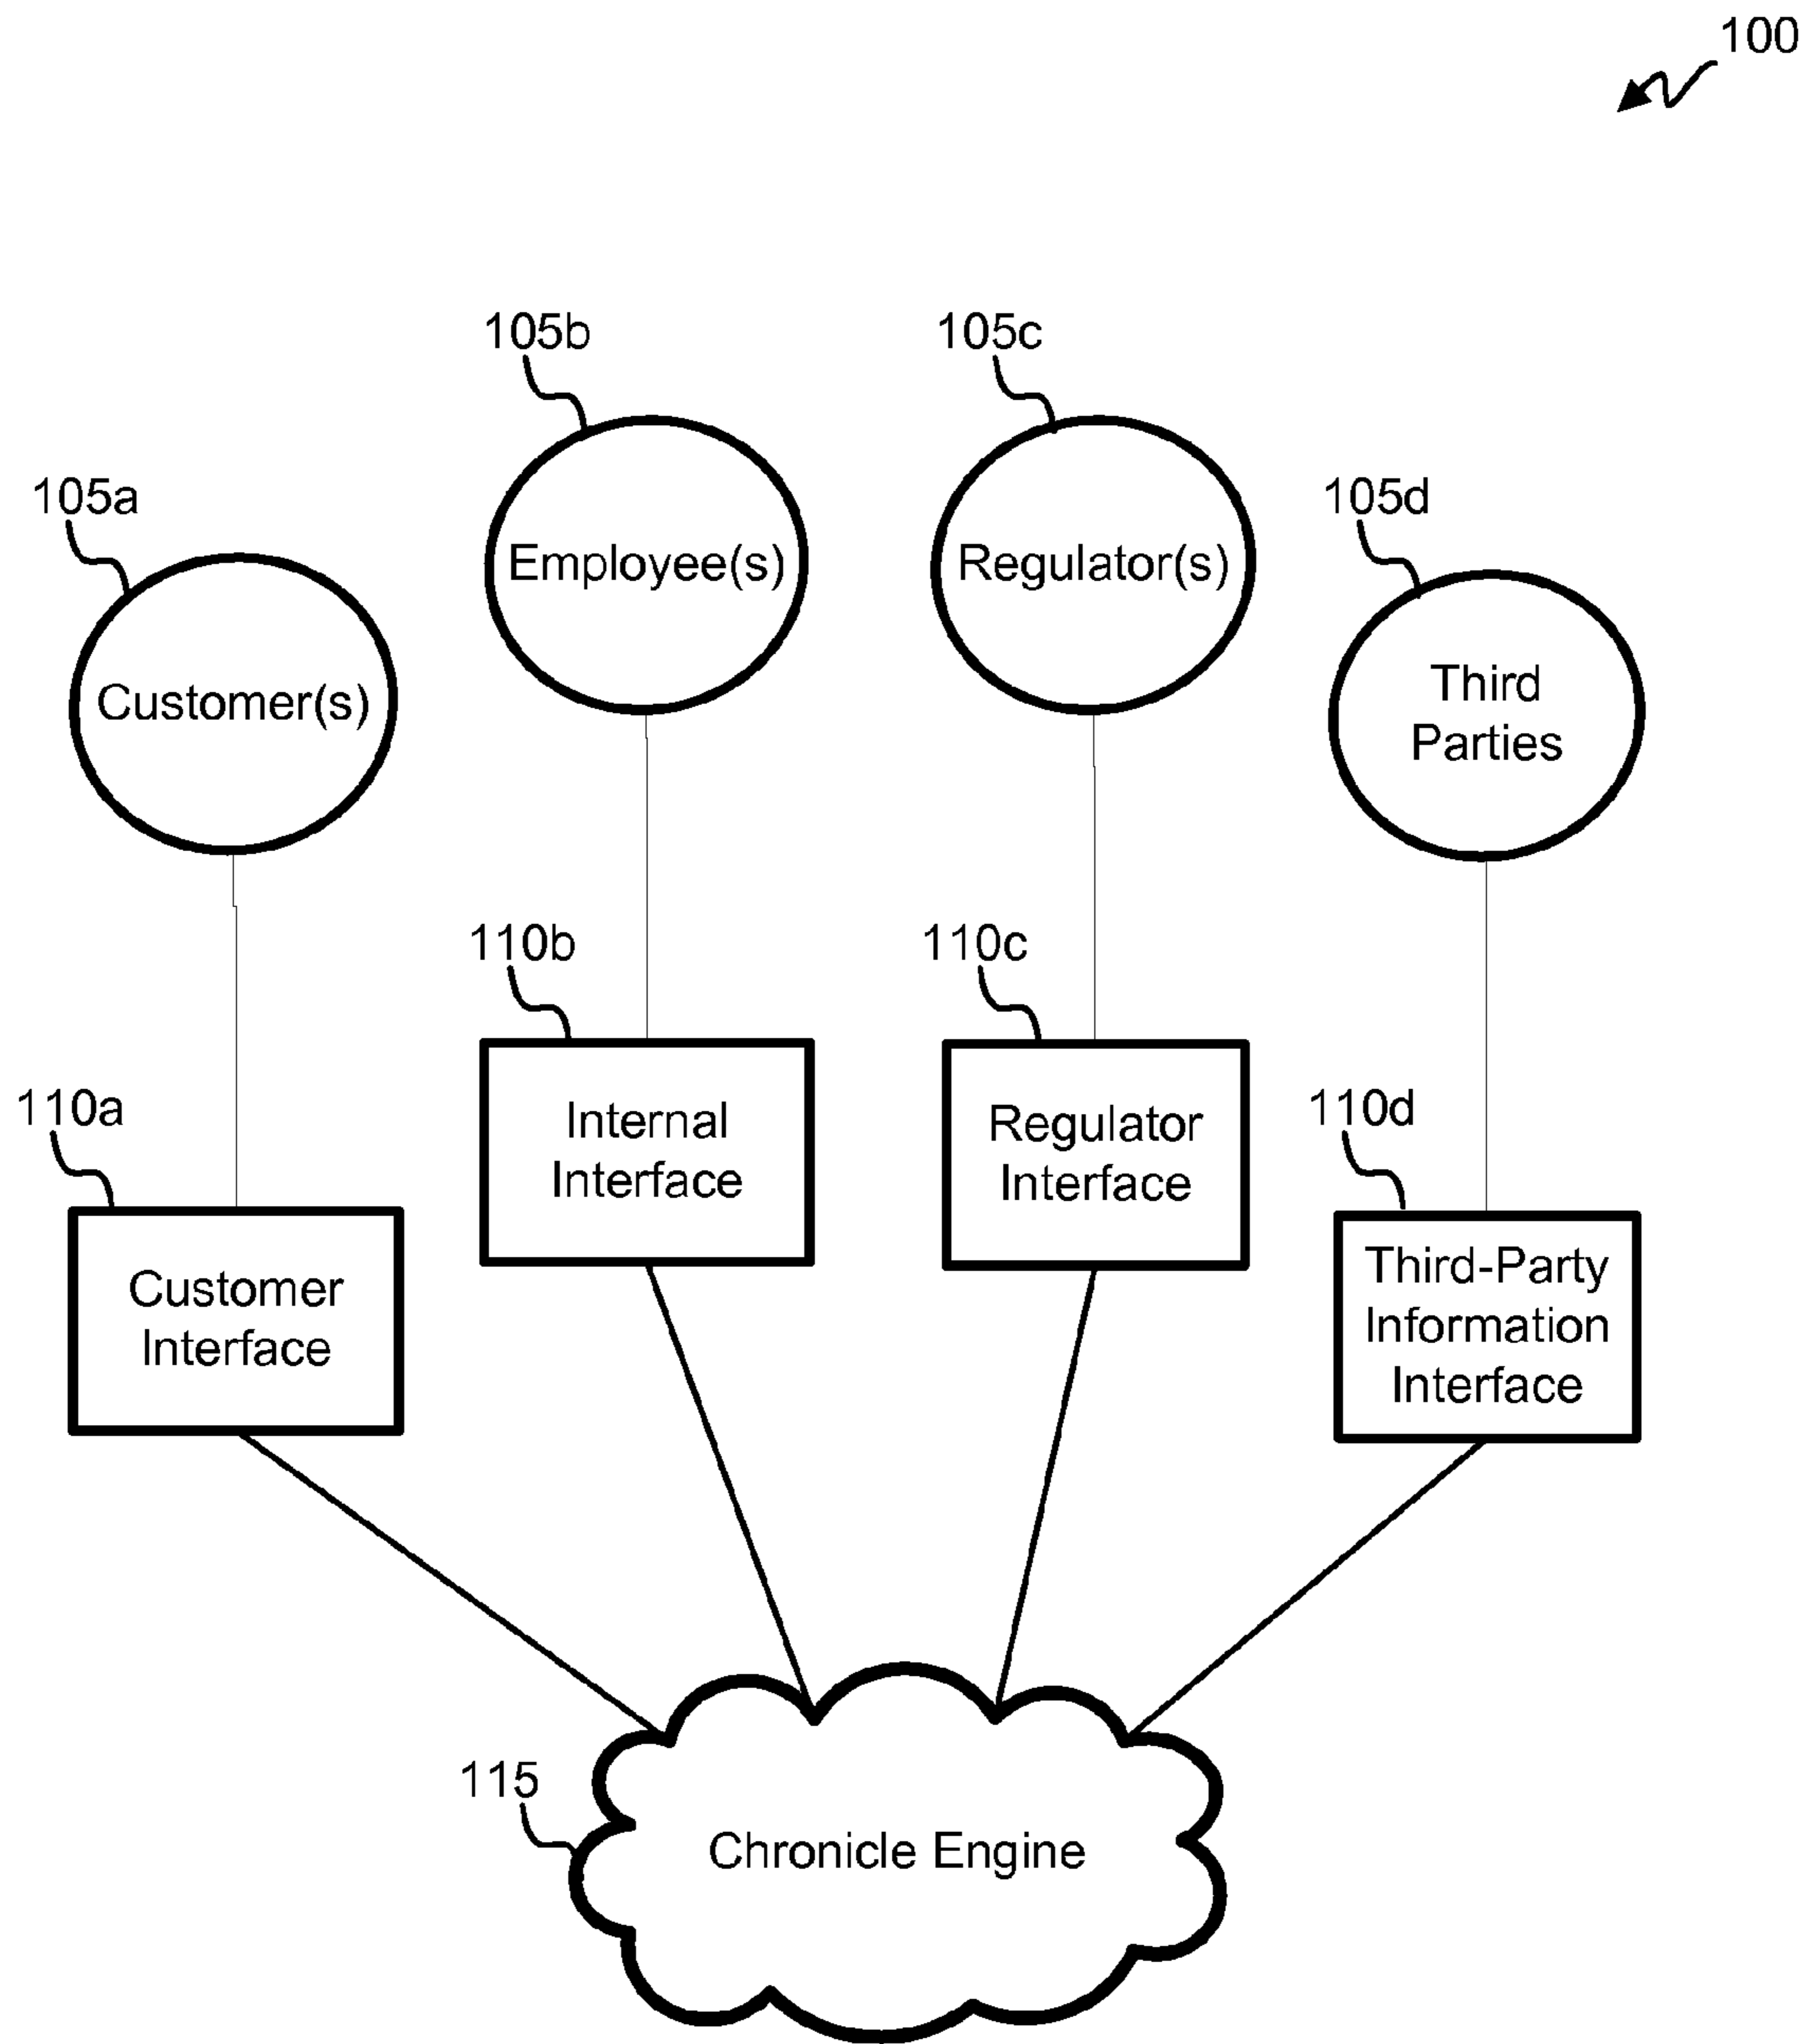 100
105b
105c
105a
105d
Employee(s)
Regulator(s)
Customer(s)
Third
Parties
110b
110c
110a
110d
Internal
Interface
Regulator
Interface
Customer
Interface
Third-Party
Information
Interface
115
Chronicle Engine